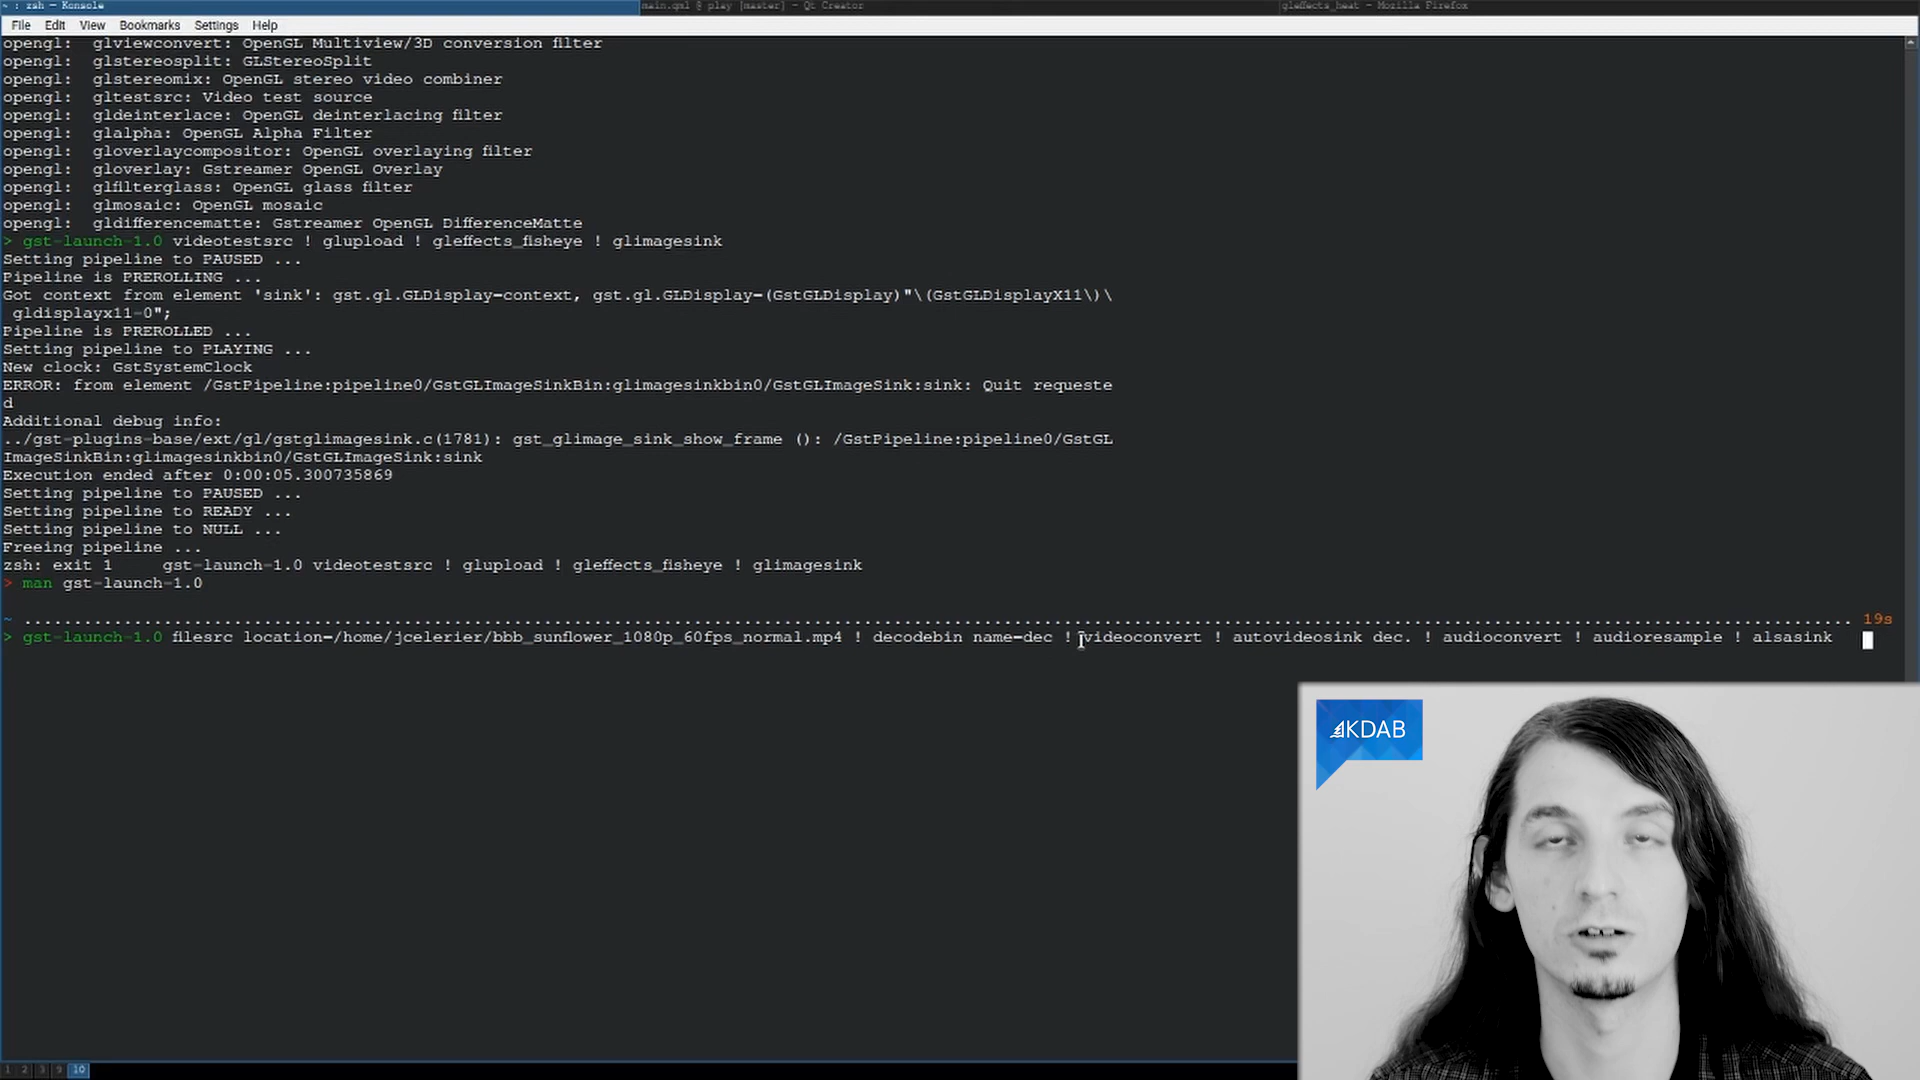 ~ : zsh — Konsole
main.qml @ play [master] - Qt Creator
gleffects_heat - Mozilla Firefox
File Edit View Bookmarks Settings Help
opengl:  glviewconvert: OpenGL Multiview/3D conversion filter
opengl:  glstereosplit: GLStereoSplit
opengl:  glstereomix: OpenGL stereo video combiner
opengl:  gltestsrc: Video test source
opengl:  gldeinterlace: OpenGL deinterlacing filter
opengl:  glalpha: OpenGL Alpha Filter
opengl:  gloverlaycompositor: OpenGL overlaying filter
opengl:  gloverlay: Gstreamer OpenGL Overlay
opengl:  glfilterglass: OpenGL glass filter
opengl:  glmosaic: OpenGL mosaic
opengl:  gldifferencematte: Gstreamer OpenGL DifferenceMatte
> gst-launch-1.0 videotestsrc ! glupload ! gleffects_fisheye ! glimagesink
Setting pipeline to PAUSED ...
Pipeline is PREROLLING ...
Got context from element 'sink': gst.gl.GLDisplay=context, gst.gl.GLDisplay=(GstGLDisplay)"\(GstGLDisplayX11\)\
 gldisplayx11-0";
Pipeline is PREROLLED ...
Setting pipeline to PLAYING ...
New clock: GstSystemClock
ERROR: from element /GstPipeline:pipeline0/GstGLImageSinkBin:glimagesinkbin0/GstGLImageSink:sink: Quit requeste
d
Additional debug info:
../gst-plugins-base/ext/gl/gstglimagesink.c(1781): gst_glimage_sink_show_frame (): /GstPipeline:pipeline0/GstGL
ImageSinkBin:glimagesinkbin0/GstGLImageSink:sink
Execution ended after 0:00:05.300735869
Setting pipeline to PAUSED ...
Setting pipeline to READY ...
Setting pipeline to NULL ...
Freeing pipeline ...
zsh: exit 1     gst-launch-1.0 videotestsrc ! glupload ! gleffects_fisheye ! glimagesink
> man gst-launch-1.0
~ 19s
> gst-launch-1.0 filesrc location=/home/jcelerier/bbb_sunflower_1080p_60fps_normal.mp4 ! decodebin name=dec ! videoconvert ! autovideosink dec. ! audioconvert ! audioresample ! alsasink
KDAB
1 2 3 9 10